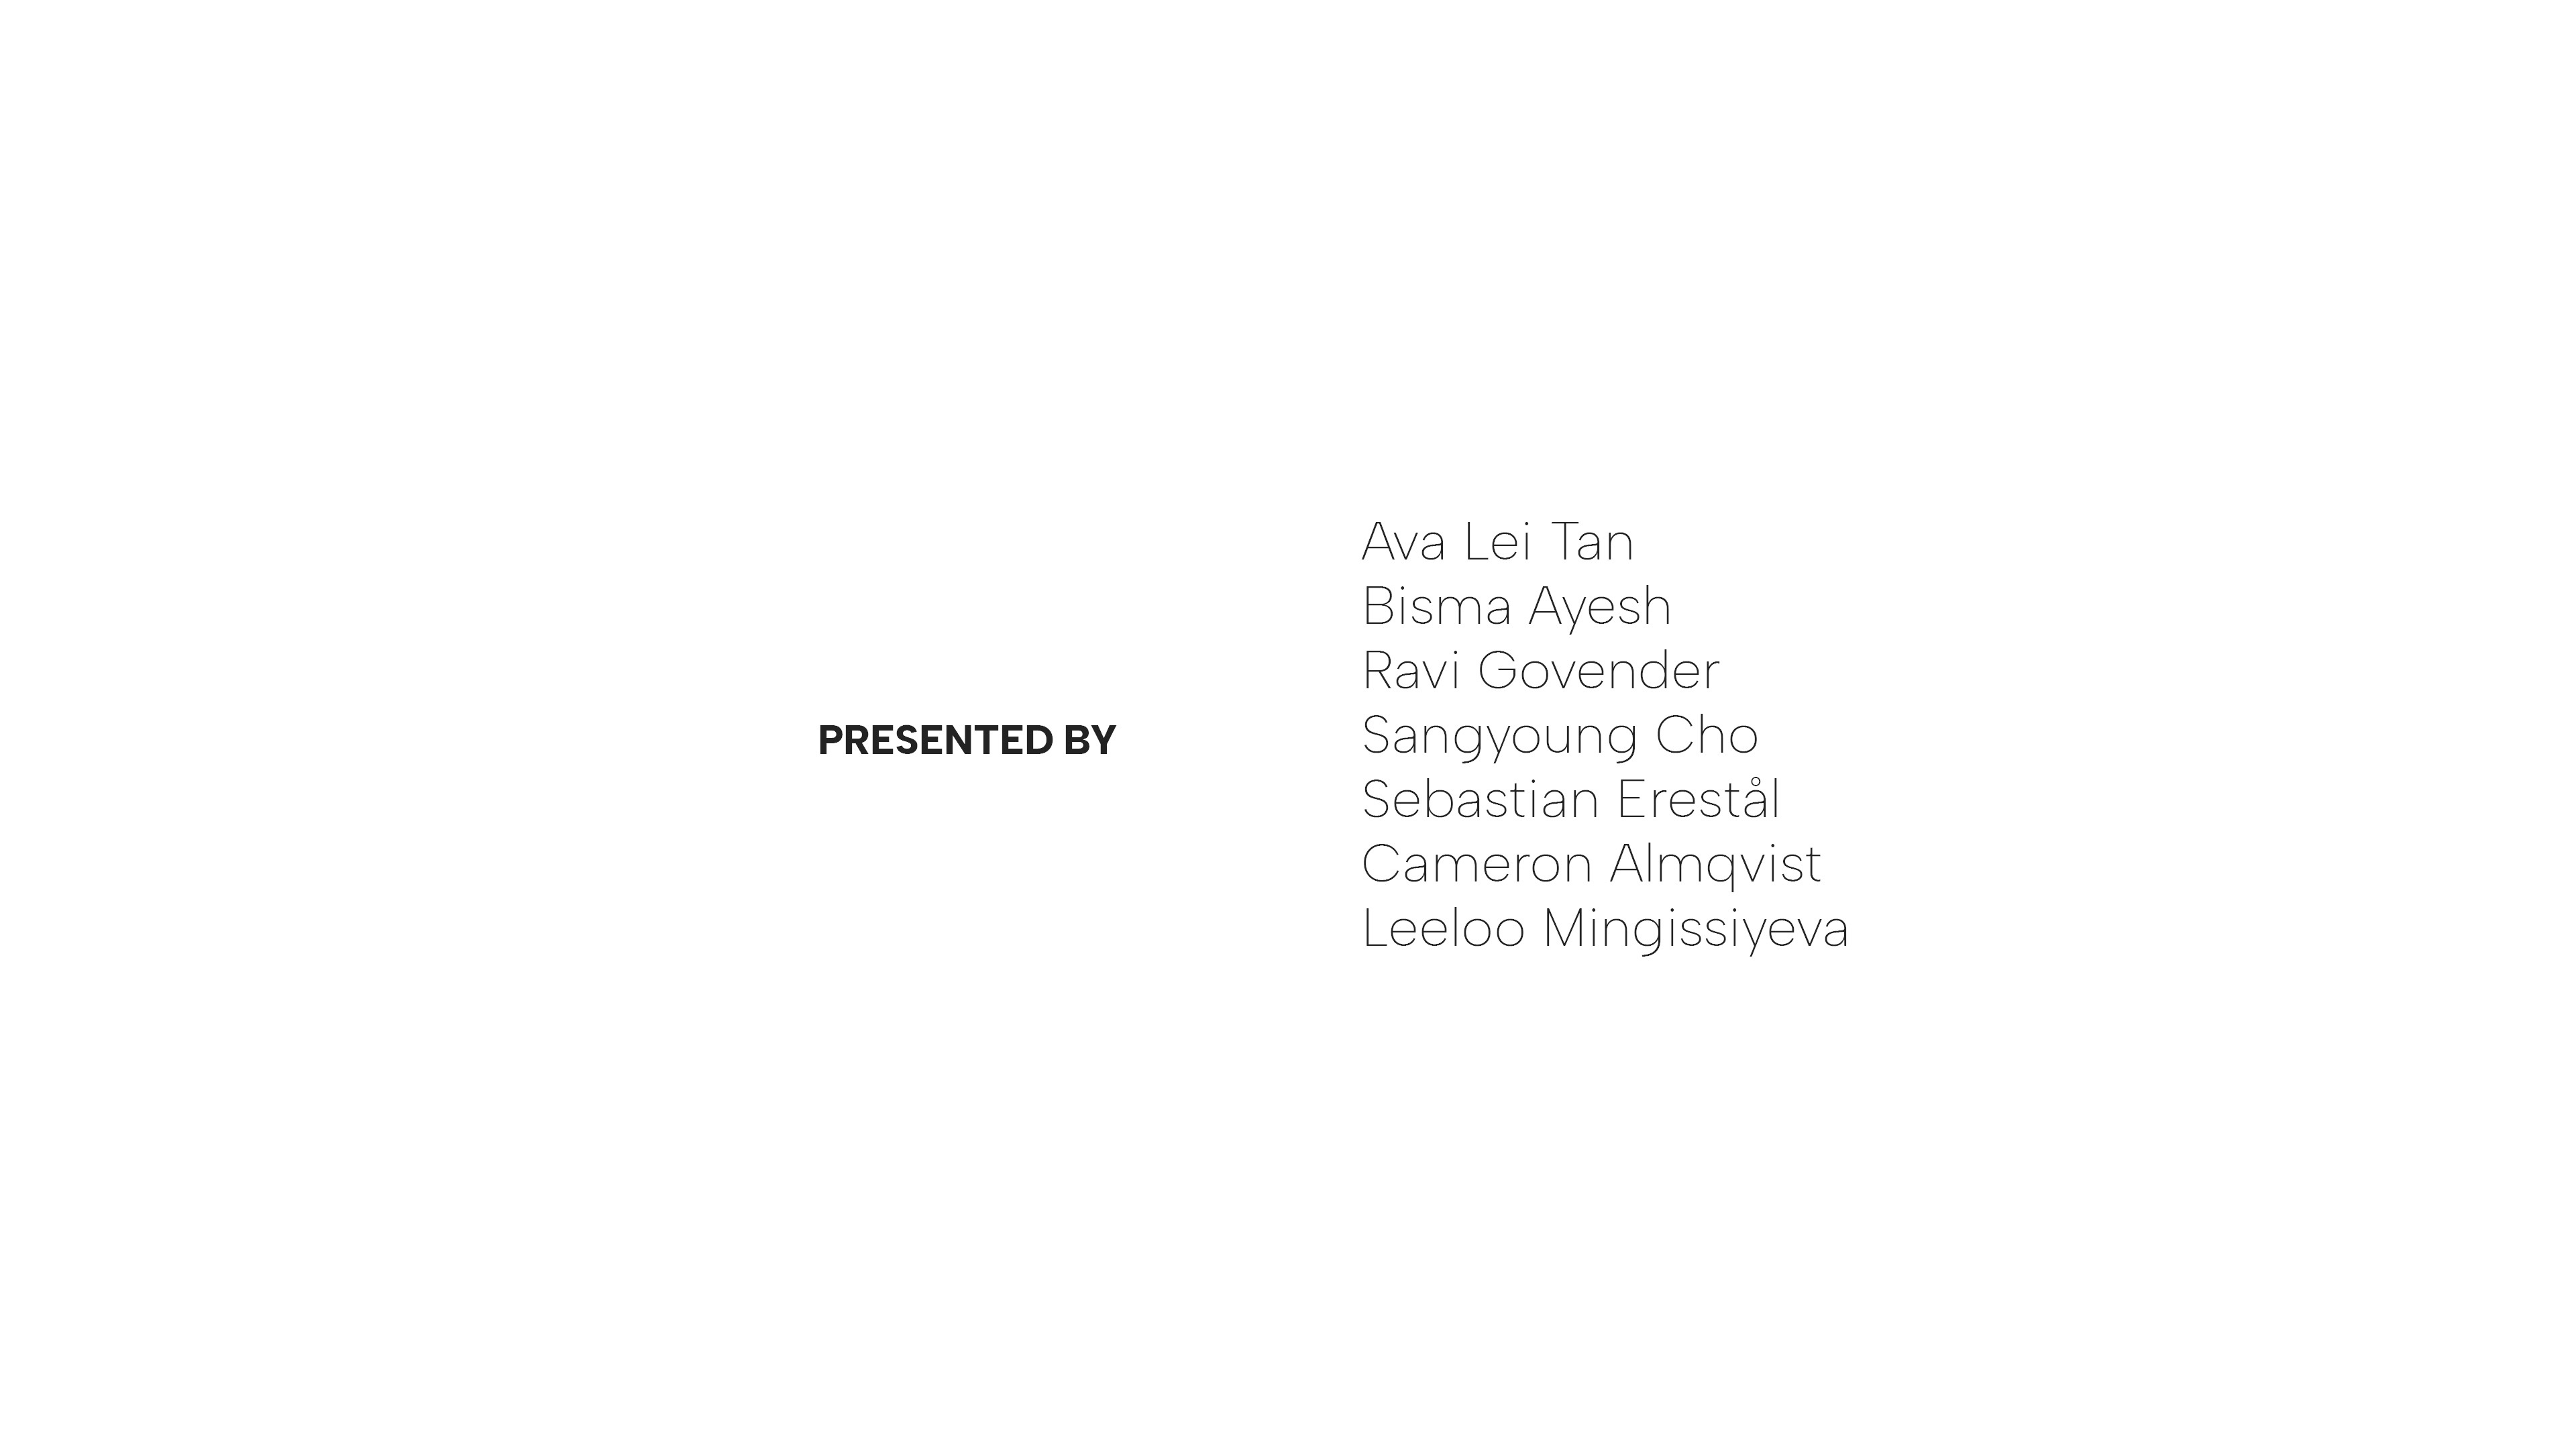 PRESENTED BY
Ava Lei Tan
Bisma Ayesh
Ravi Govender
Sangyoung Cho
Sebastian Erestål
Cameron Almqvist
Leeloo Mingissiyeva